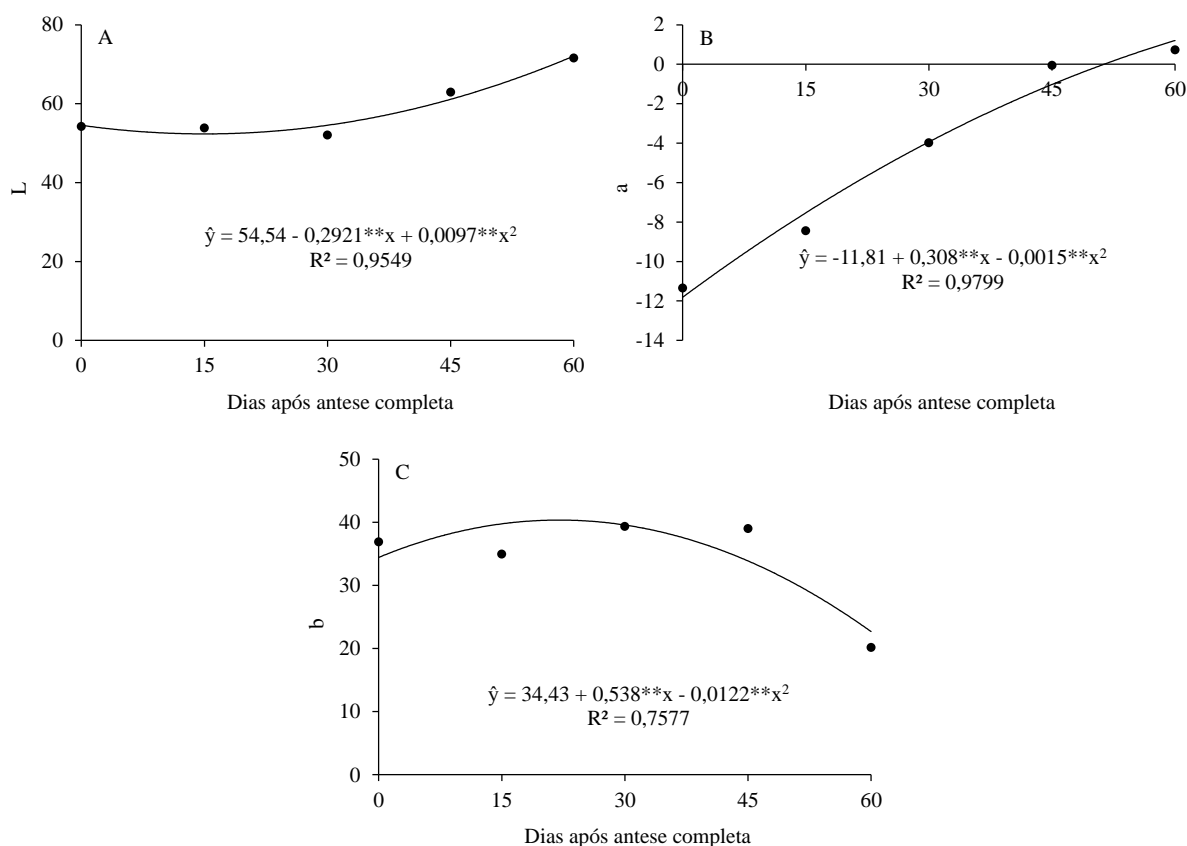 A
80
60
40
20
0
L
ŷ = 54,54 - 0,2921**x + 0,0097**x²
R² = 0,9549
0 15 30 45 60
Dias após antese completa
B
2
0
-2
-4
-6
-8
-10
-12
-14
a
0 15 30 45 60
ŷ = -11,81 + 0,308**x - 0,0015**x²
R² = 0,9799
Dias após antese completa
C
50
40
30
20
10
0
b
ŷ = 34,43 + 0,538**x - 0,0122**x²
R² = 0,7577
0 15 30 45 60
Dias após antese completa